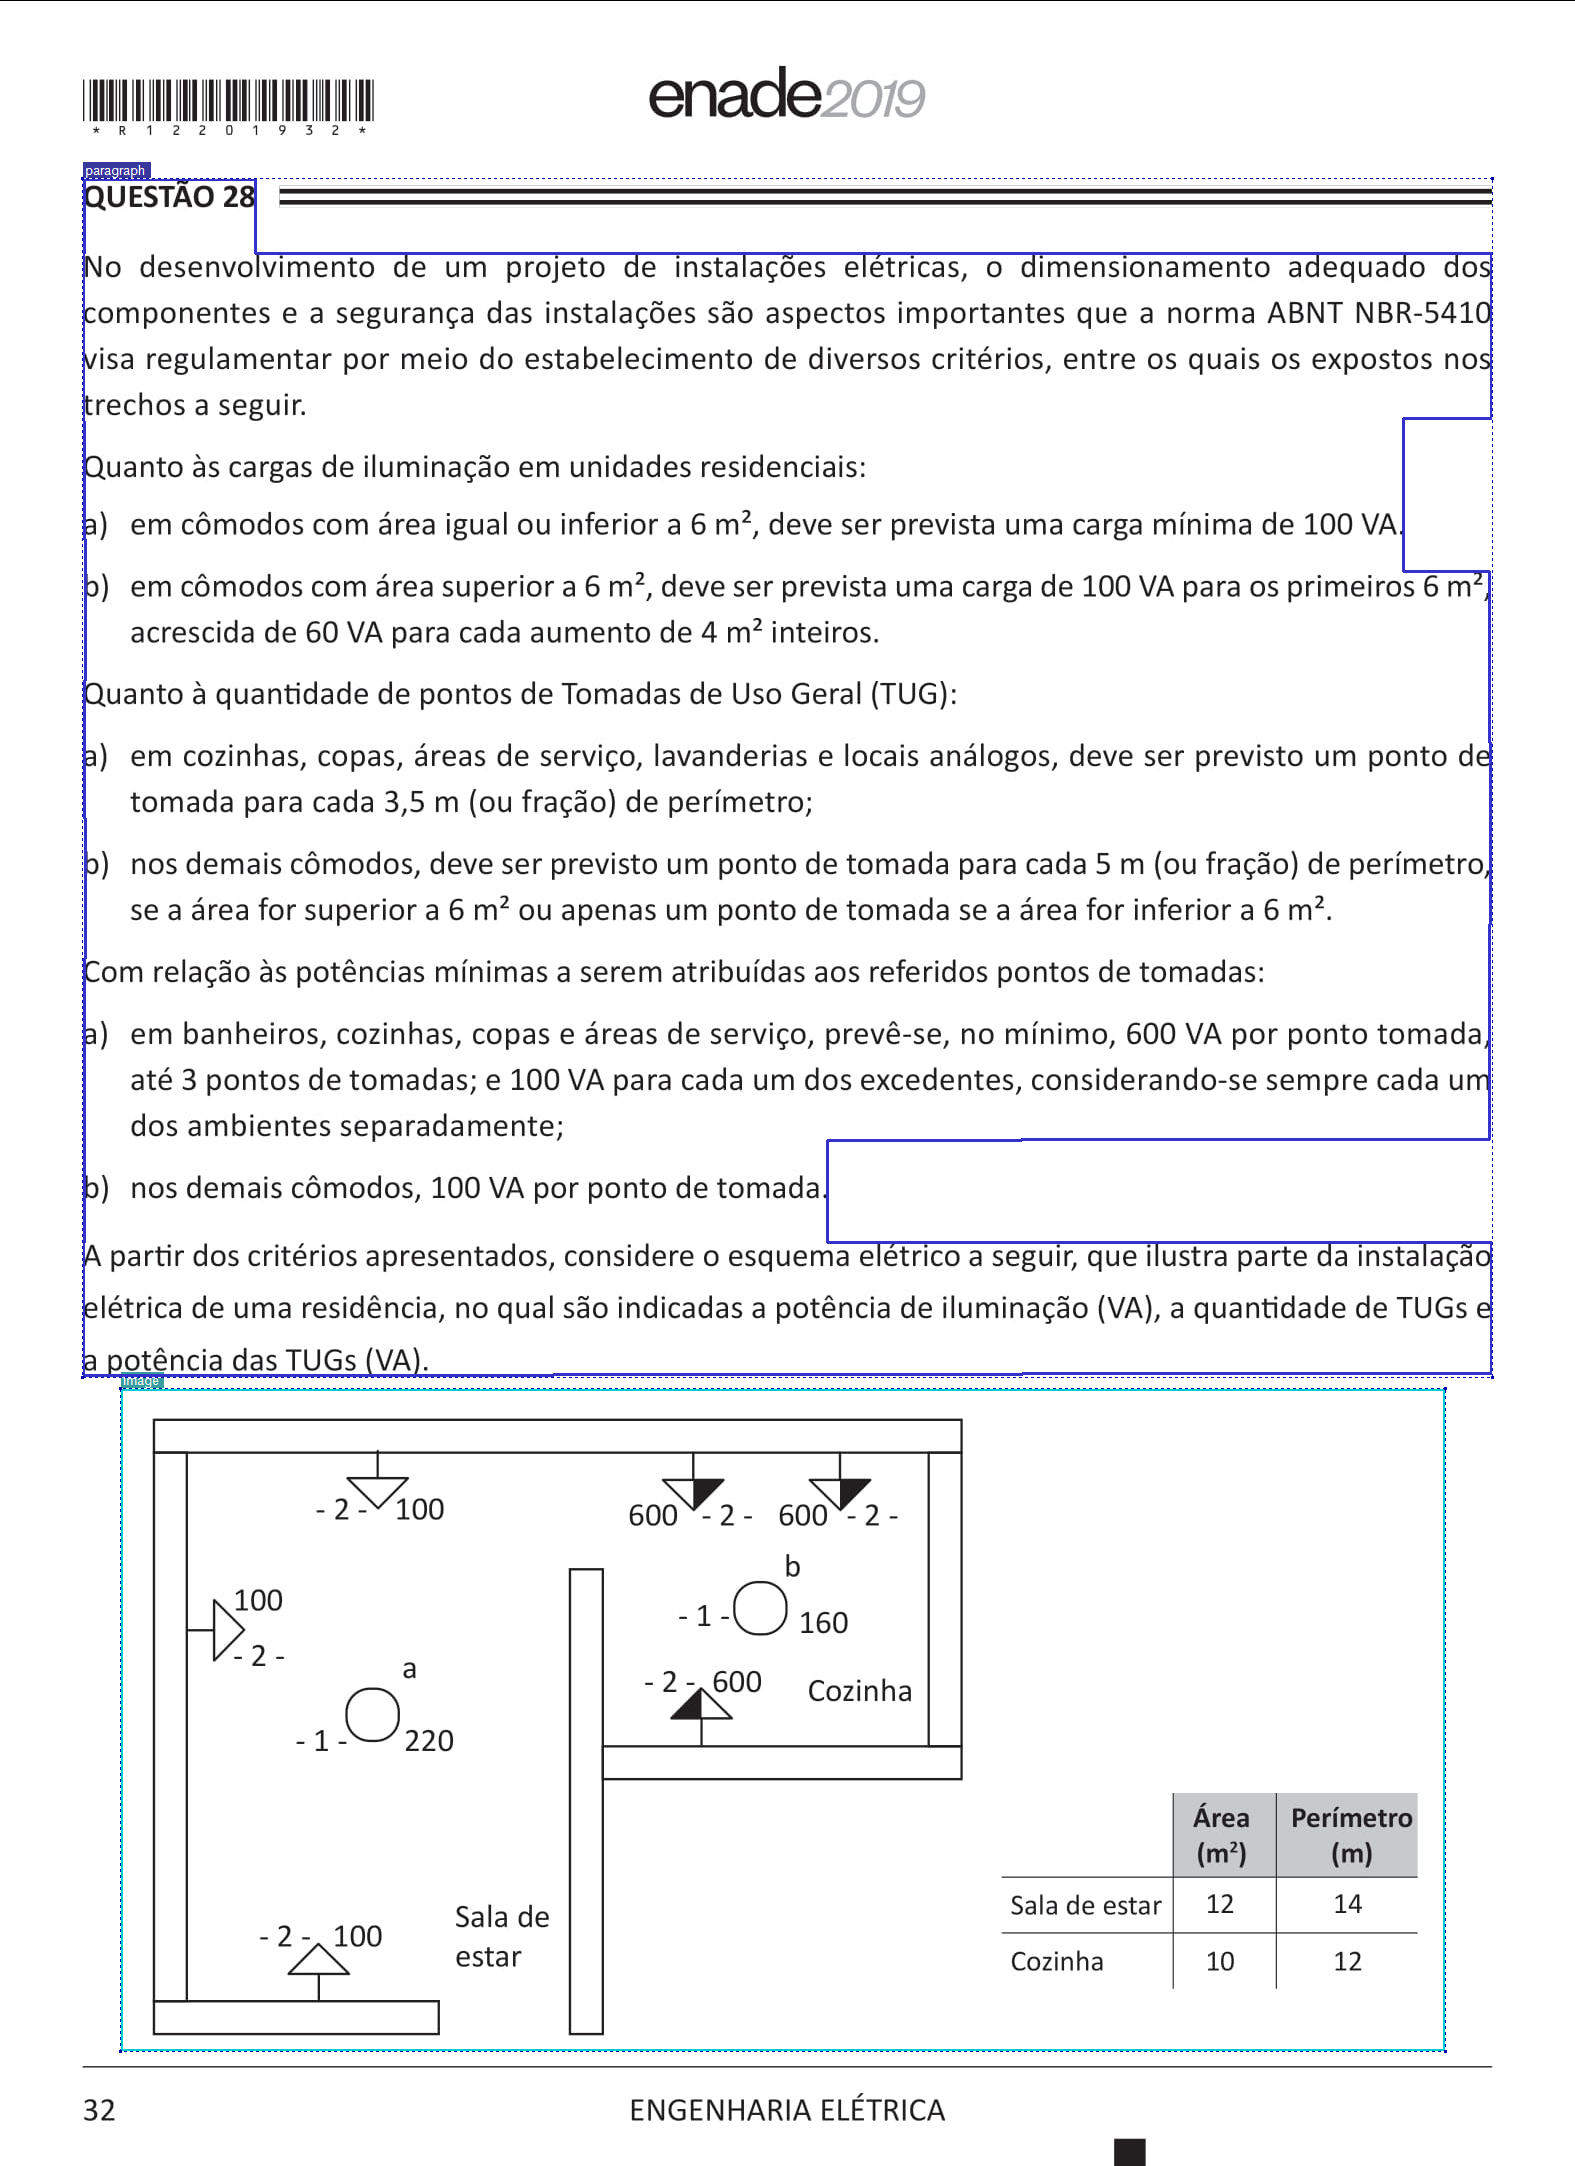 * R 1 2 2 0 1 9 3 2 *
enade2019
paragraph
QUESTÃO 28
No desenvolvimento de um projeto de instalações elétricas, o dimensionamento adequado dos
componentes e a segurança das instalações são aspectos importantes que a norma ABNT NBR-5410
visa regulamentar por meio do estabelecimento de diversos critérios, entre os quais os expostos nos
trechos a seguir.
Quanto às cargas de iluminação em unidades residenciais:
a) em cômodos com área igual ou inferior a 6 m², deve ser prevista uma carga mínima de 100 VA.
b) em cômodos com área superior a 6 m², deve ser prevista uma carga de 100 VA para os primeiros 6 m²,
acrescida de 60 VA para cada aumento de 4 m² inteiros.
Quanto à quantidade de pontos de Tomadas de Uso Geral (TUG):
a) em cozinhas, copas, áreas de serviço, lavanderias e locais análogos, deve ser previsto um ponto de
tomada para cada 3,5 m (ou fração) de perímetro;
b) nos demais cômodos, deve ser previsto um ponto de tomada para cada 5 m (ou fração) de perímetro,
se a área for superior a 6 m² ou apenas um ponto de tomada se a área for inferior a 6 m².
Com relação às potências mínimas a serem atribuídas aos referidos pontos de tomadas:
a) em banheiros, cozinhas, copas e áreas de serviço, prevê-se, no mínimo, 600 VA por ponto tomada,
até 3 pontos de tomadas; e 100 VA para cada um dos excedentes, considerando-se sempre cada um
dos ambientes separadamente;
b) nos demais cômodos, 100 VA por ponto de tomada.
A partir dos critérios apresentados, considere o esquema elétrico a seguir, que ilustra parte da instalação
elétrica de uma residência, no qual são indicadas a potência de iluminação (VA), a quantidade de TUGs e
a potência das TUGs (VA).
image
- 2 - 100
600 - 2 - 600 - 2 -
b
100
- 1 - 160
- 2 -
a
- 2 - 600
Cozinha
- 1 - 220
Área (m²) Perímetro (m)
Sala de estar 12 14
Cozinha 10 12
Sala de
estar
- 2 - 100
32
ENGENHARIA ELÉTRICA